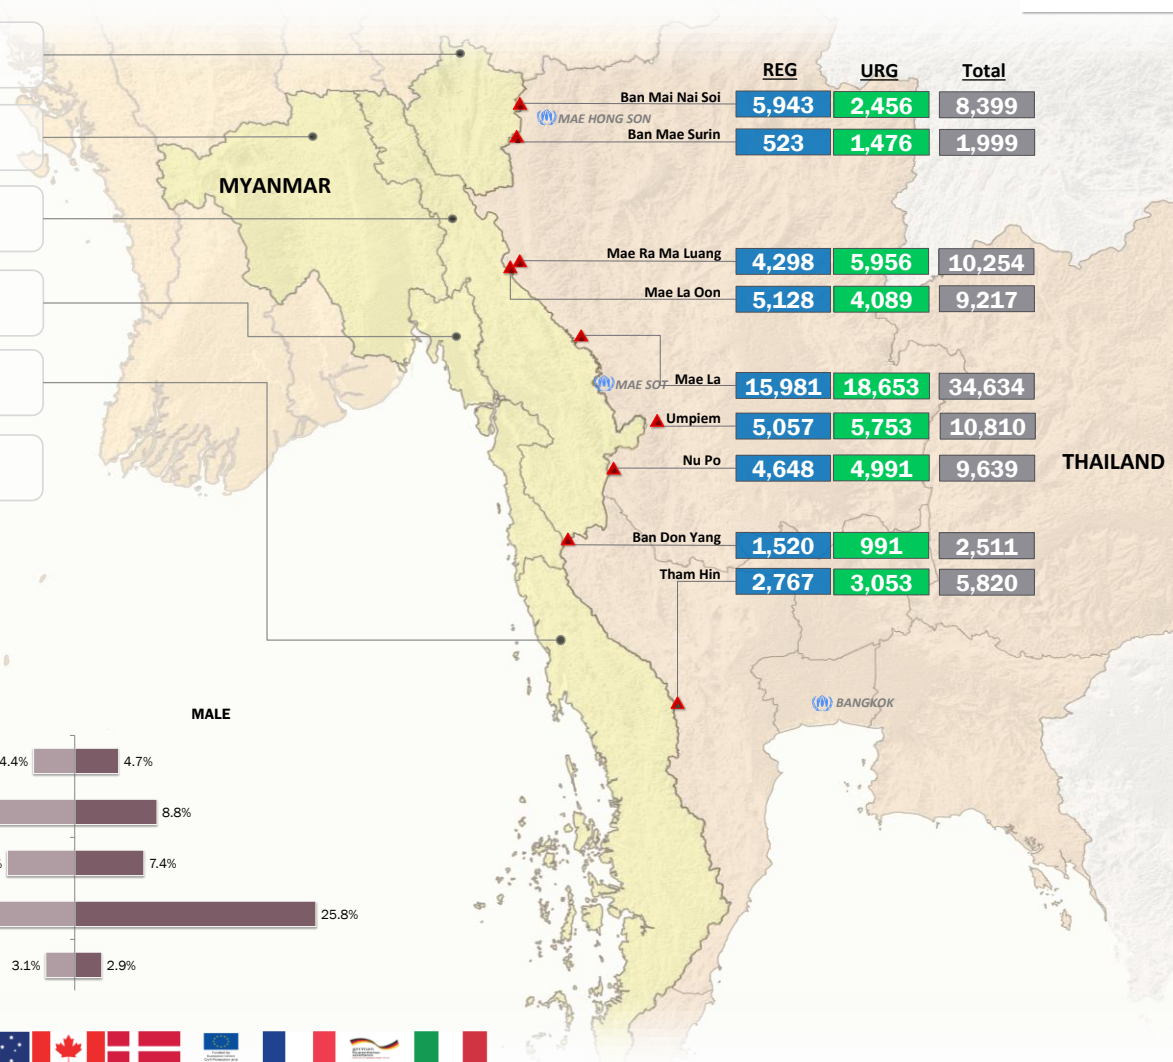 REG URG Total
Ban Mai Nai Soi 5,943 2,456 8,399
MAE HONG SON
Ban Mae Surin 523 1,476 1,999
MYANMAR
Mae Ra Ma Luang 4,298 5,956 10,254
Mae La Oon 5,128 4,089 9,217
MAE SOT
Mae La 15,981 18,653 34,634
Umpiem 5,057 5,753 10,810
Nu Po 4,648 4,991 9,639
THAILAND
Ban Don Yang 1,520 991 2,511
Tham Hin 2,767 3,053 5,820
BANGKOK
MALE
4.4% 4.7%
8.8%
% 7.4%
25.8%
3.1% 2.9%